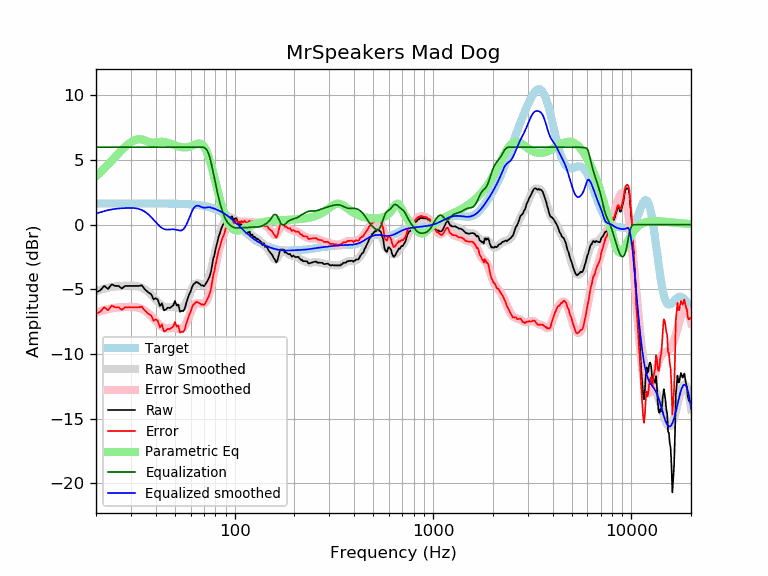 MrSpeakers Mad Dog
10
5
0
−5
−10
−15
−20
Amplitude (dBr)
Target
Raw Smoothed
Error Smoothed
Raw
Error
Parametric Eq
Equalization
Equalized smoothed
100
1000
10000
Frequency (Hz)